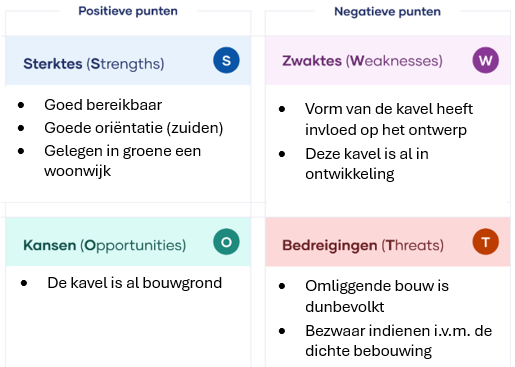 Positieve punten
Negatieve punten
Sterktes (Strengths)
S
Goed bereikbaar
Goede oriëntatie (zuiden)
Gelegen in groene een
woonwijk
Zwaktes (Weaknesses)
W
Vorm van de kavel heeft
invloed op het ontwerp
Deze kavel is al in
ontwikkeling
Kansen (Opportunities)
O
De kavel is al bouwgrond
Bedreigingen (Threats)
T
Omliggende bouw is
dunbevolkt
Bezwaar indienen i.v.m. de
dichte bebouwing